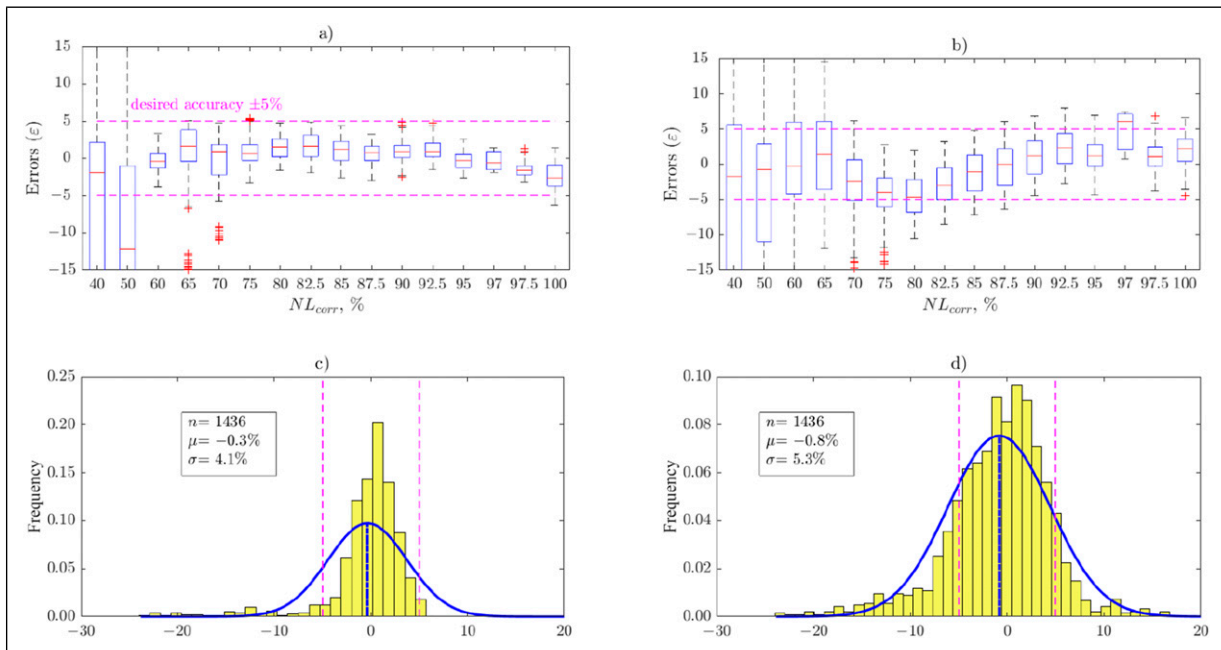 a)
15
10
5
0
−5
−10
−15
Errors (ε)
desired accuracy ±5%
40 50 60 65 70 75 80 82.5 85 87.5 90 92.5 95 97 97.5 100
NLcorr, %
b)
15
10
5
0
−5
−10
−15
Errors (ε)
40 50 60 65 70 75 80 82.5 85 87.5 90 92.5 95 97 97.5 100
NLcorr, %
c)
0.25
0.20
0.15
0.10
0.05
0.00
Frequency
n= 1436
μ= −0.3%
σ= 4.1%
−30 −20 −10 0 10 20
d)
0.10
0.08
0.06
0.04
0.02
0.00
Frequency
n= 1436
μ= −0.8%
σ= 5.3%
−30 −20 −10 0 10 20